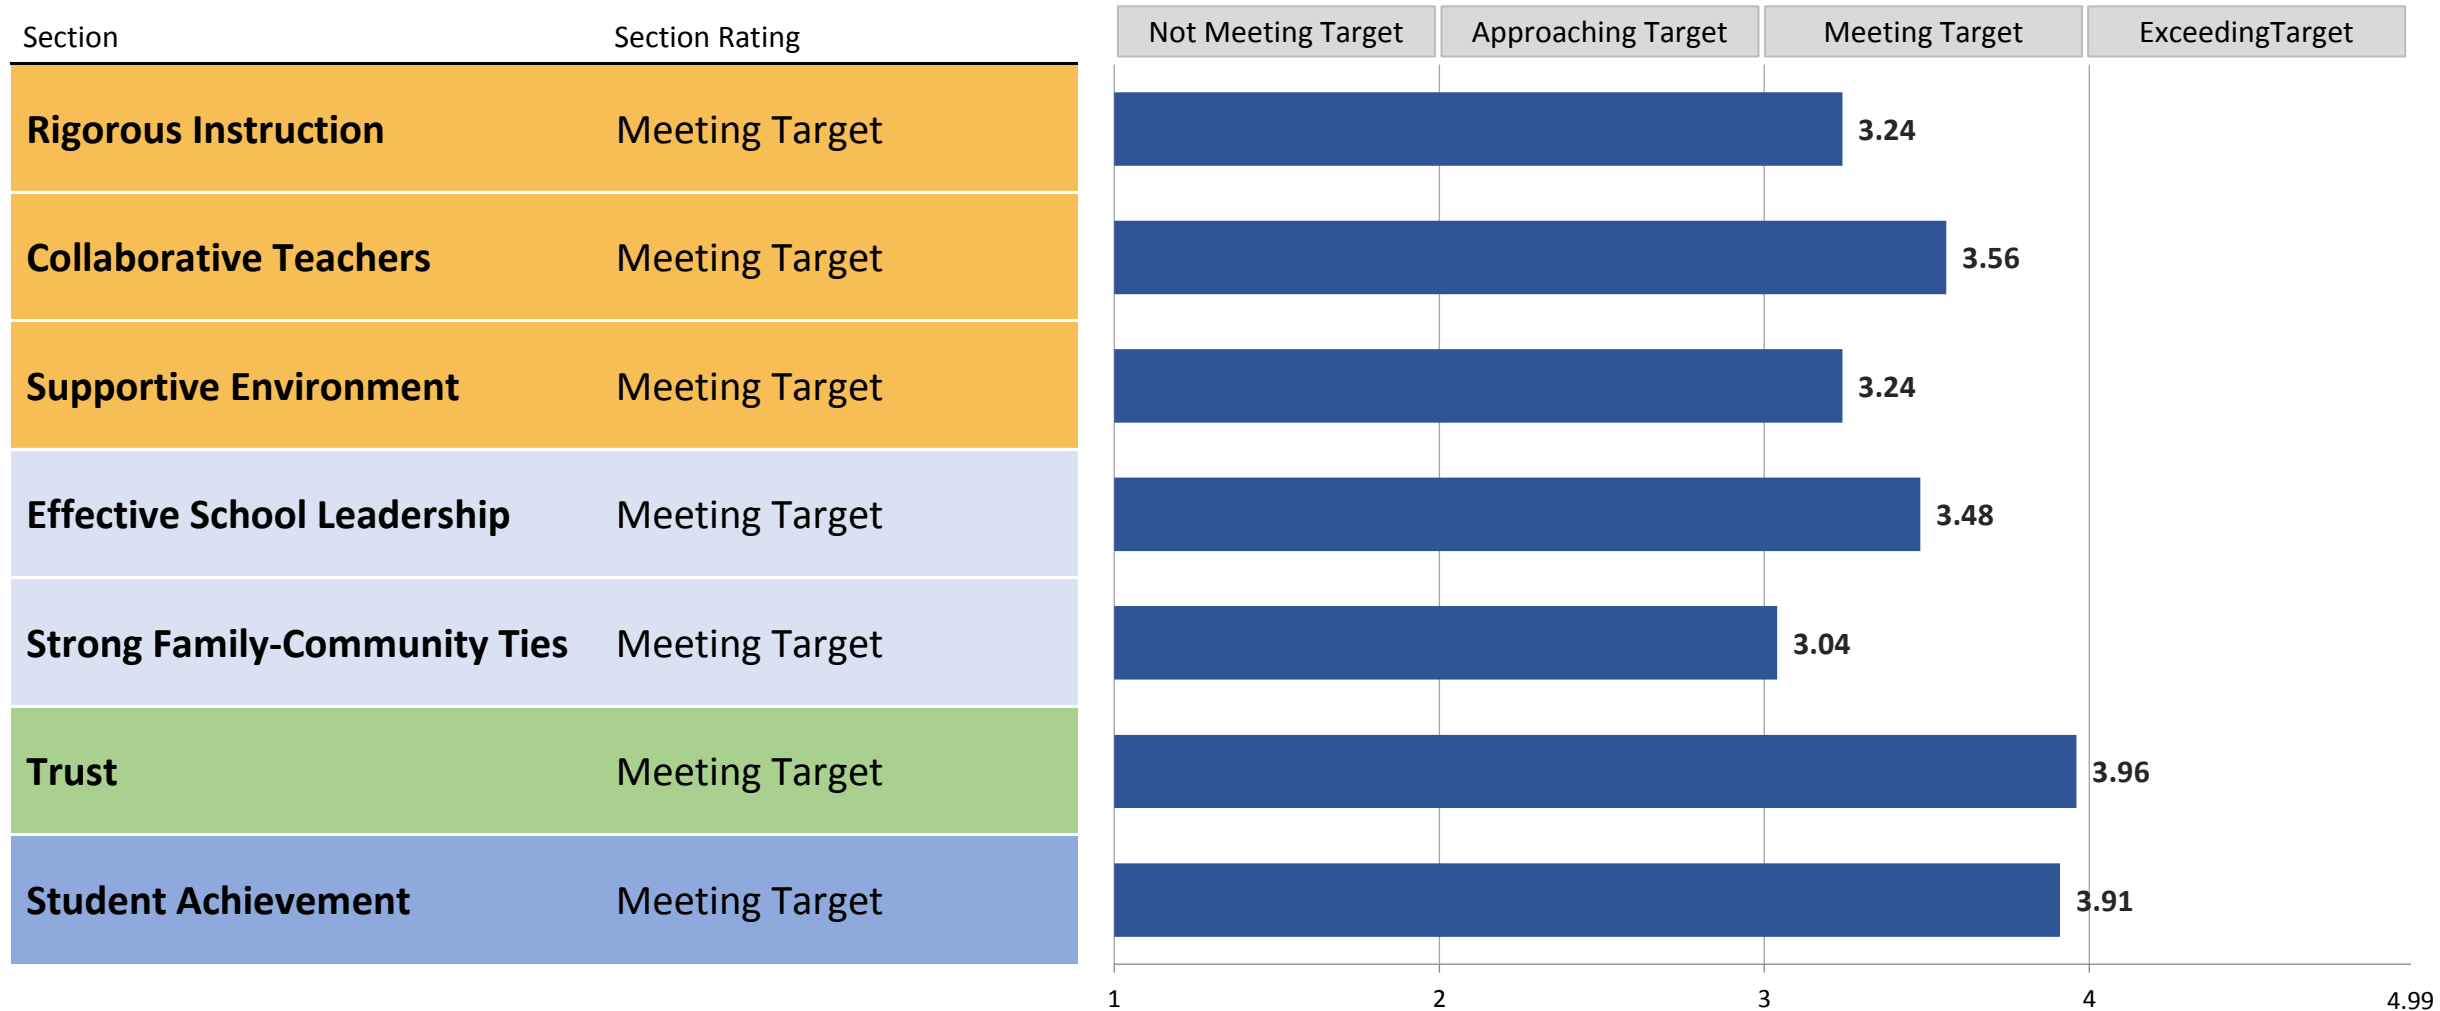 Section Section Rating Not Meeting Target Approaching Target Meeting Target ExceedingTarget
Rigorous Instruction Meeting Target 3.24
Collaborative Teachers Meeting Target 3.56
Supportive Environment Meeting Target 3.24
Effective School Leadership Meeting Target 3.48
Strong Family-Community Ties Meeting Target 3.04
Trust Meeting Target 3.96
Student Achievement Meeting Target 3.91
1 2 3 4 4.99